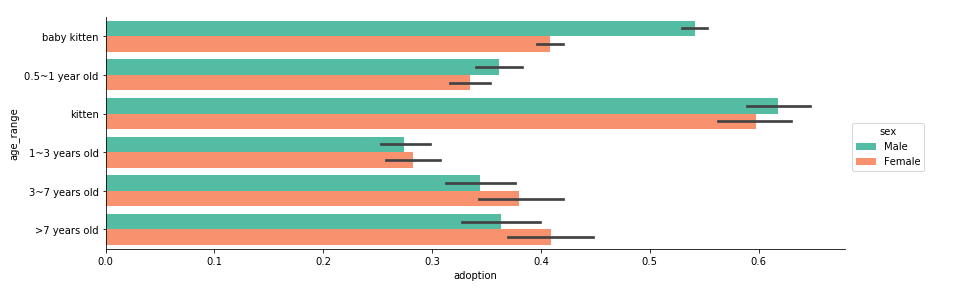 baby kitten
0.5~1 year old
kitten
1~3 years old
3~7 years old
>7 years old
age_range
0.0 0.1 0.2 0.3 0.4 0.5 0.6
adoption
sex
Male
Female